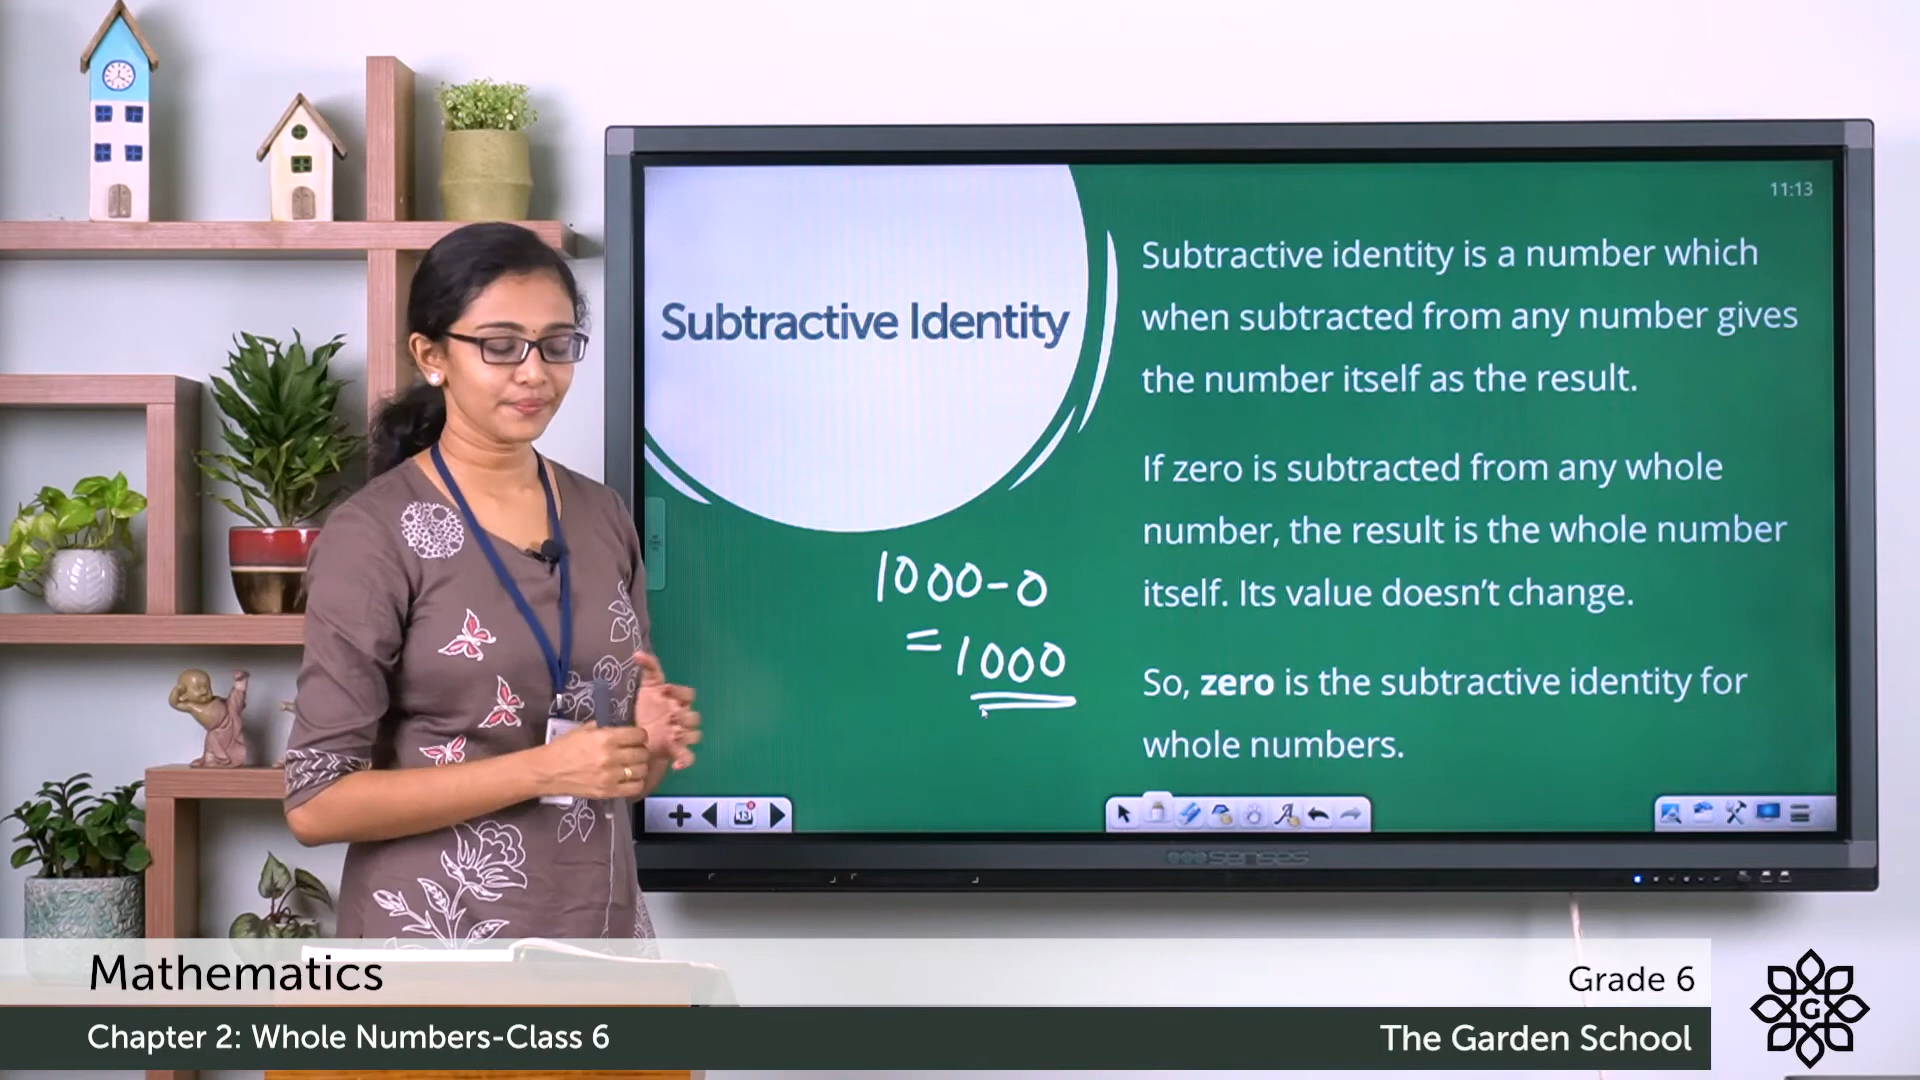 11:13
Subtractive Identity
Subtractive identity is a number which
when subtracted from any number gives
the number itself as the result.
If zero is subtracted from any whole
number, the result is the whole number
itself. Its value doesn’t change.
So, zero is the subtractive identity for
whole numbers.
1000-0
= 1000
senses
Mathematics
Grade 6
Chapter 2: Whole Numbers-Class 6
The Garden School
G